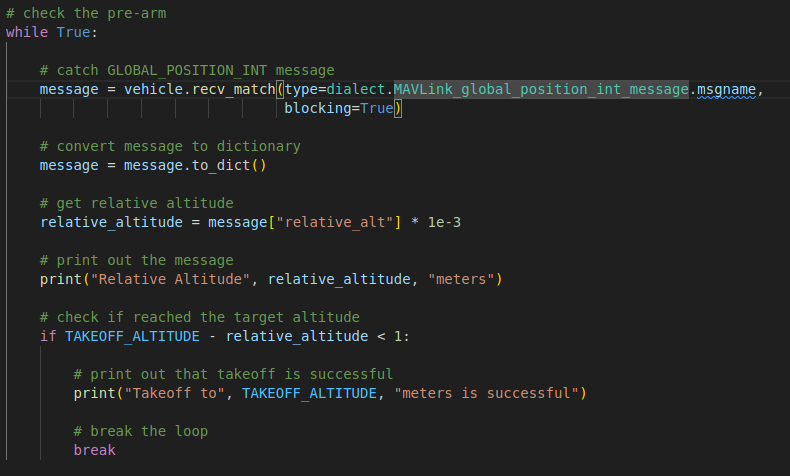 # check the pre-arm
while True:
# catch GLOBAL_POSITION_INT message
message = vehicle.recv_match(type=dialect.MAVLink_global_position_int_message.msgname,
blocking=True)
# convert message to dictionary
message = message.to_dict()
# get relative altitude
relative_altitude = message["relative_alt"] * 1e-3
# print out the message
print("Relative Altitude", relative_altitude, "meters")
# check if reached the target altitude
if TAKEOFF_ALTITUDE - relative_altitude < 1:
# print out that takeoff is successful
print("Takeoff to", TAKEOFF_ALTITUDE, "meters is successful")
# break the loop
break